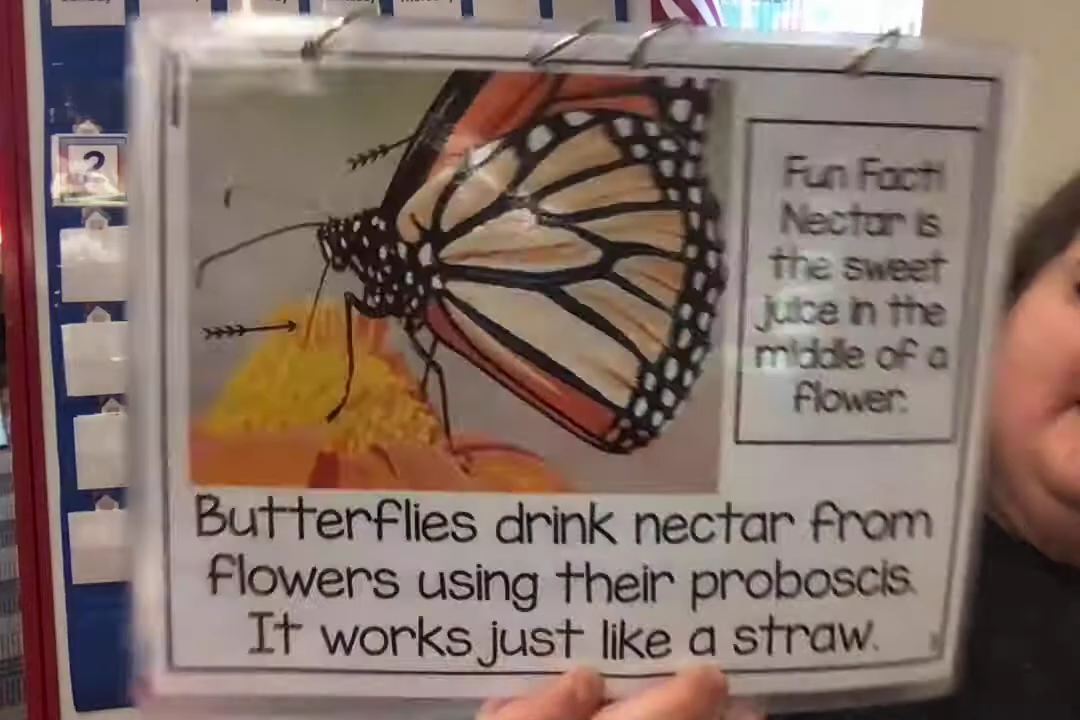 2
Fun Fact!
Nectar is
the sweet
juice in the
middle of a
flower.
Butterflies drink nectar from
flowers using their proboscis.
It works just like a straw.